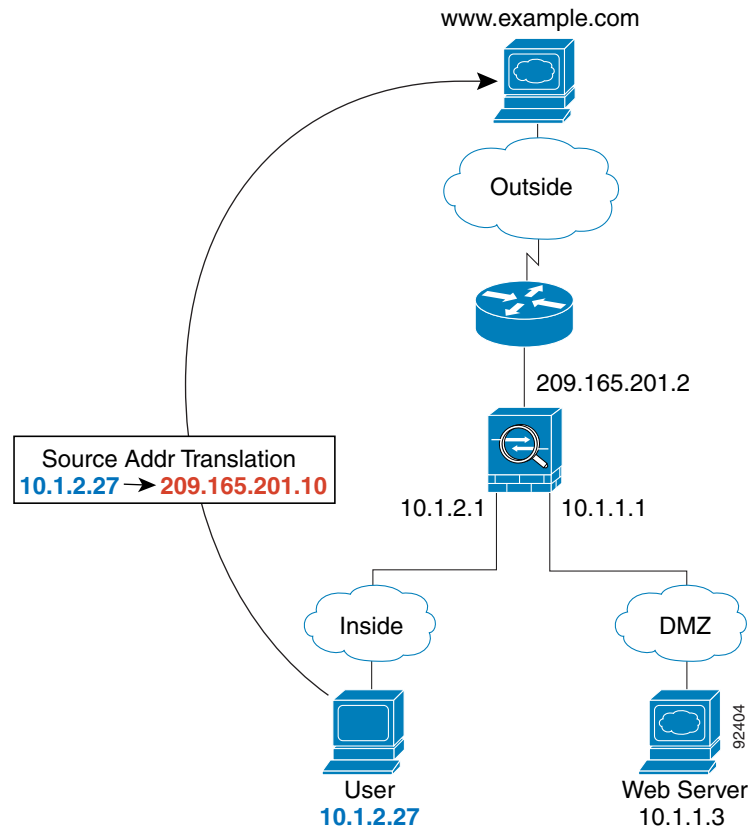 www.example.com
Outside
209.165.201.2
Source Addr Translation
10.1.2.27 → 209.165.201.10
10.1.2.1
10.1.1.1
Inside
DMZ
User
10.1.2.27
Web Server
10.1.1.3
92404